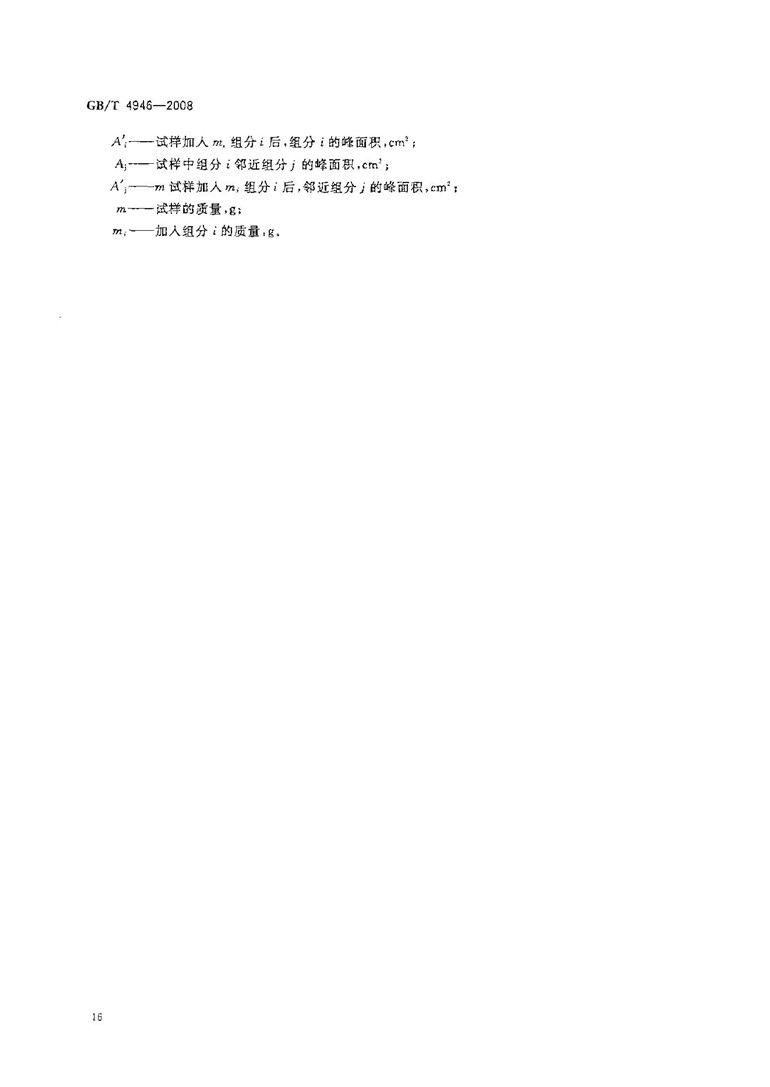 GB/T 4946—2008
A′ᵢ——试样加入 mᵢ 组分 i 后,组分 i 的峰面积,cm²;
Aⱼ——试样中组分 i 邻近组分 j 的峰面积,cm²;
A′ⱼ——m 试样加入 mᵢ 组分 i 后,邻近组分 j 的峰面积,cm²;
m——试样的质量,g;
mᵢ——加入组分 i 的质量,g。
16